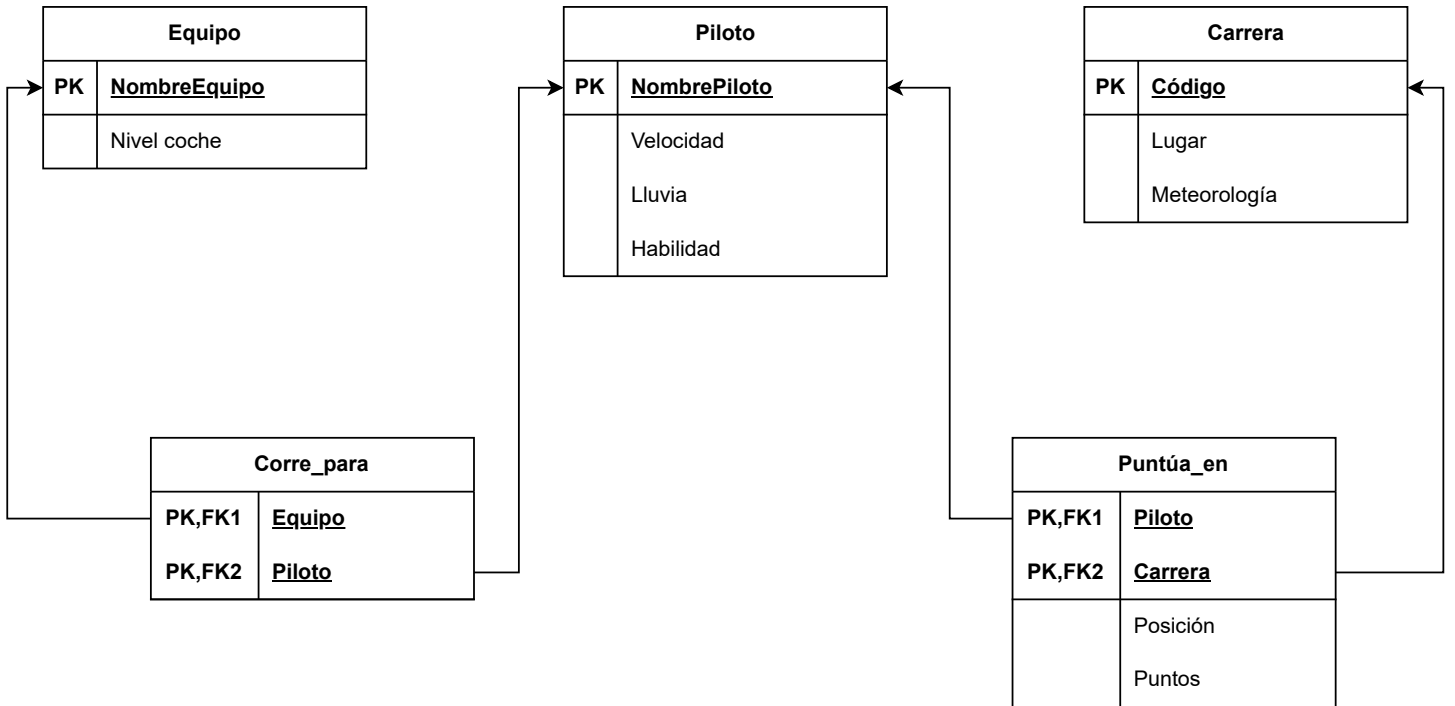 Equipo
PK NombreEquipo
Nivel coche
Piloto
PK NombrePiloto
Velocidad
Lluvia
Habilidad
Carrera
PK Código
Lugar
Meteorología
Corre_para
PK,FK1 Equipo
PK,FK2 Piloto
Puntúa_en
PK,FK1 Piloto
PK,FK2 Carrera
Posición
Puntos